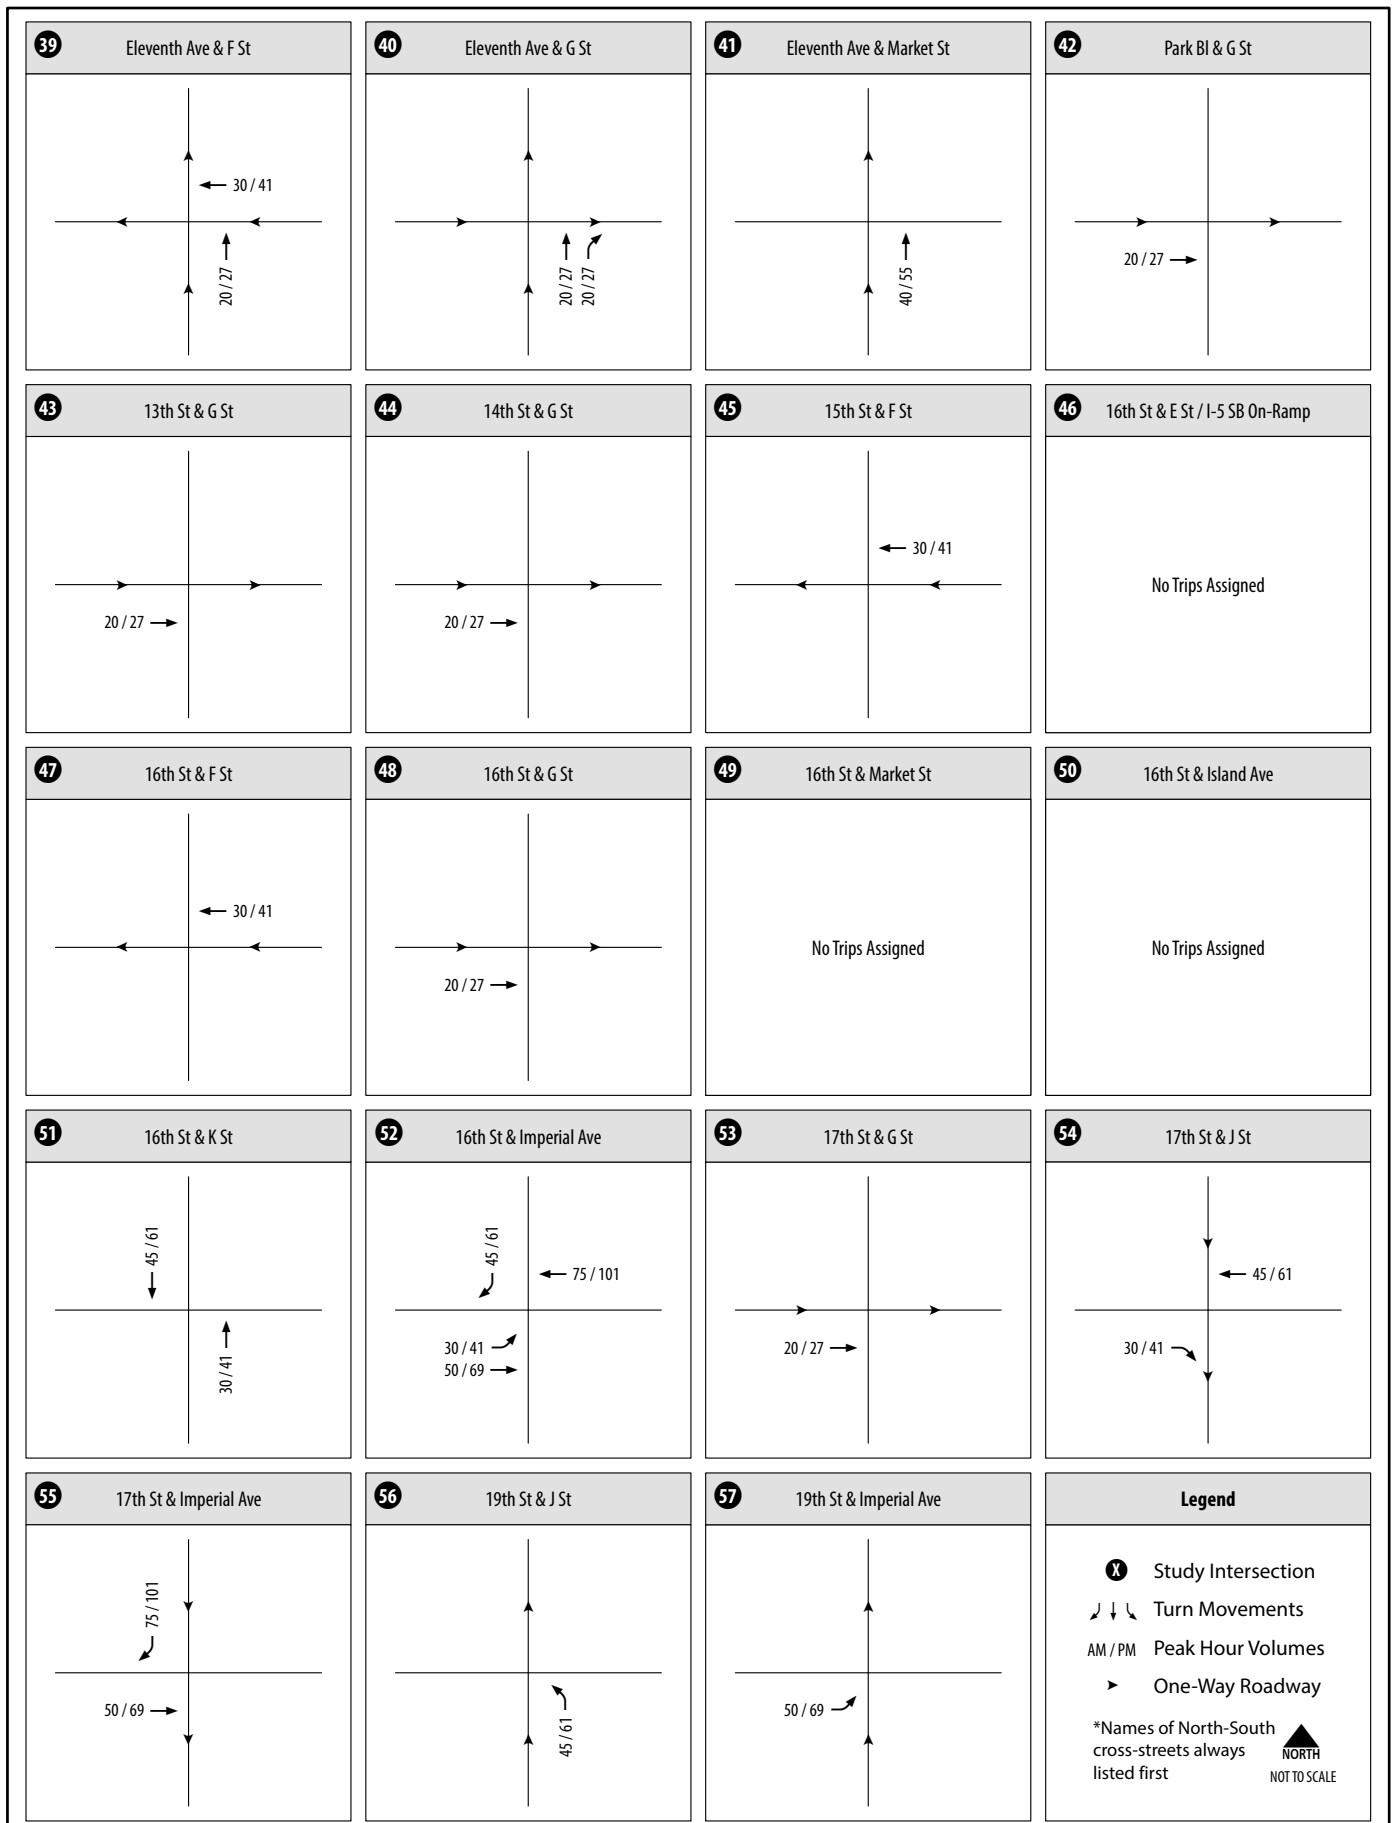 39 Eleventh Ave & F St
30 / 41
20 / 27
40 Eleventh Ave & G St
20 / 27
20 / 27
41 Eleventh Ave & Market St
40 / 55
42 Park Bl & G St
20 / 27
43 13th St & G St
20 / 27
44 14th St & G St
20 / 27
45 15th St & F St
30 / 41
46 16th St & E St / I-5 SB On-Ramp
No Trips Assigned
47 16th St & F St
30 / 41
48 16th St & G St
20 / 27
49 16th St & Market St
No Trips Assigned
50 16th St & Island Ave
No Trips Assigned
51 16th St & K St
45 / 61
30 / 41
52 16th St & Imperial Ave
45 / 61
75 / 101
30 / 41
50 / 69
53 17th St & G St
20 / 27
54 17th St & J St
45 / 61
30 / 41
55 17th St & Imperial Ave
75 / 101
50 / 69
56 19th St & J St
45 / 61
57 19th St & Imperial Ave
50 / 69
Legend
X Study Intersection
Turn Movements
AM / PM Peak Hour Volumes
One-Way Roadway
*Names of North-South
cross-streets always
listed first
NORTH
NOT TO SCALE